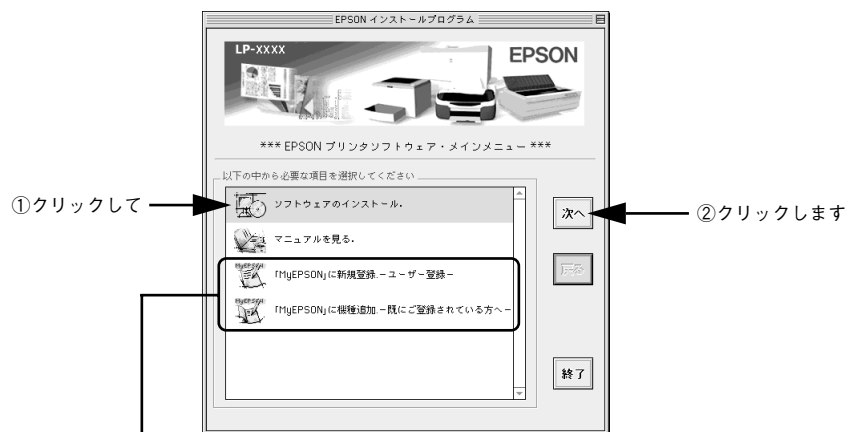 EPSON インストールプログラム
LP-XXXX
EPSON
*** EPSON プリンタソフトウェア・メインメニュー ***
以下の中から必要な項目を選択してください
①クリックして
ソフトウェアのインストール.
次へ
②クリックします
マニュアルを見る.
MyEPSON
「MyEPSON」に新規登録.-ユーザー登録-
戻る
MyEPSON
「MyEPSON」に機種追加.-既にご登録されている方へ-
終了